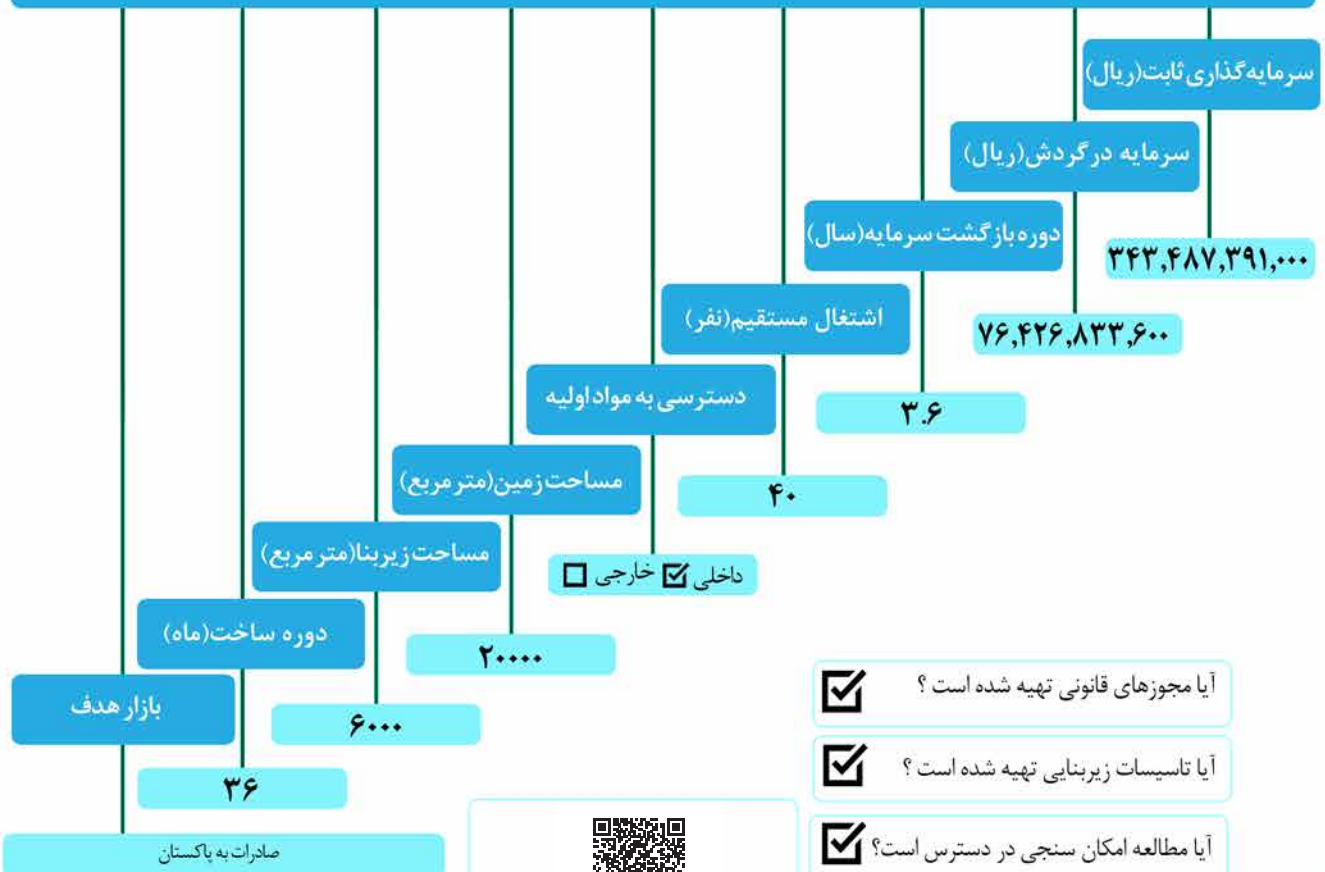 سرمایه‌گذاری ثابت(ریال)
۳۴۳,۴۸۷,۳۹۱,۰۰۰
سرمایه در گردش(ریال)
۷۶,۴۲۶,۸۳۳,۶۰۰
دوره بازگشت سرمایه(سال)
۳.۶
اشتغال مستقیم(نفر)
۴۰
دسترسی به مواد اولیه
داخلی ☑ خارجی ☐
مساحت زمین(متر مربع)
۲۰۰۰۰
مساحت زیربنا(متر مربع)
۶۰۰۰
دوره ساخت(ماه)
۳۶
بازار هدف
صادرات به پاکستان
آیا مجوزهای قانونی تهیه شده است ؟ ☑
آیا تاسیسات زیربنایی تهیه شده است ؟ ☑
آیا مطالعه امکان سنجی در دسترس است؟ ☑